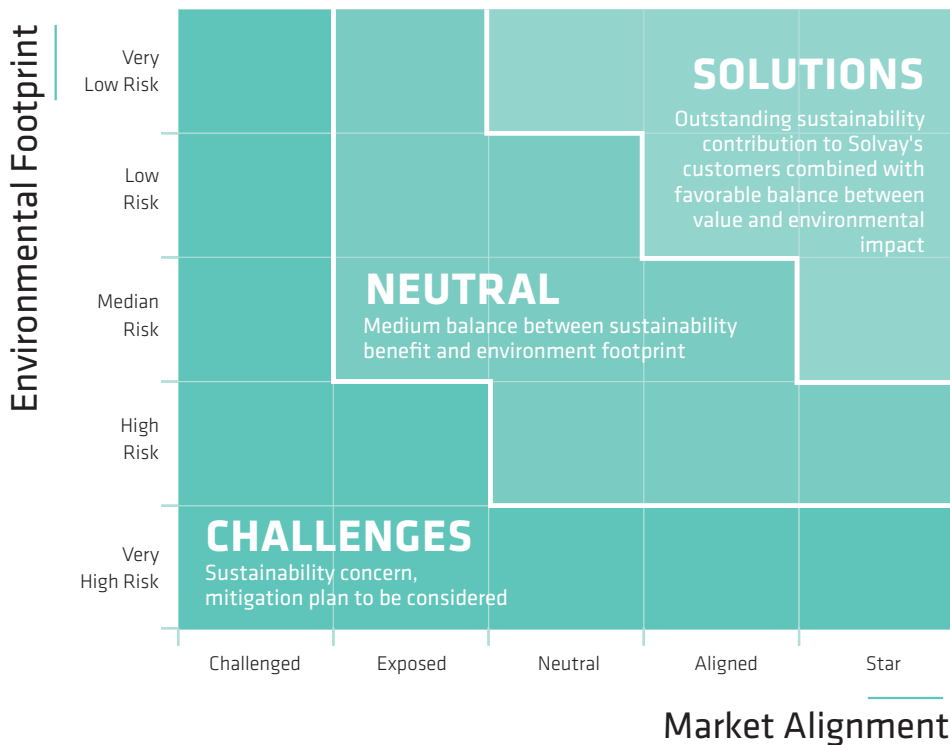 Environmental Footprint
Very
Low Risk
Low
Risk
Median
Risk
High
Risk
Very
High Risk
SOLUTIONS
Outstanding sustainability
contribution to Solvay's
customers combined with
favorable balance between
value and environmental
impact
NEUTRAL
Medium balance between sustainability
benefit and environment footprint
CHALLENGES
Sustainability concern,
mitigation plan to be considered
Challenged
Exposed
Neutral
Aligned
Star
Market Alignment